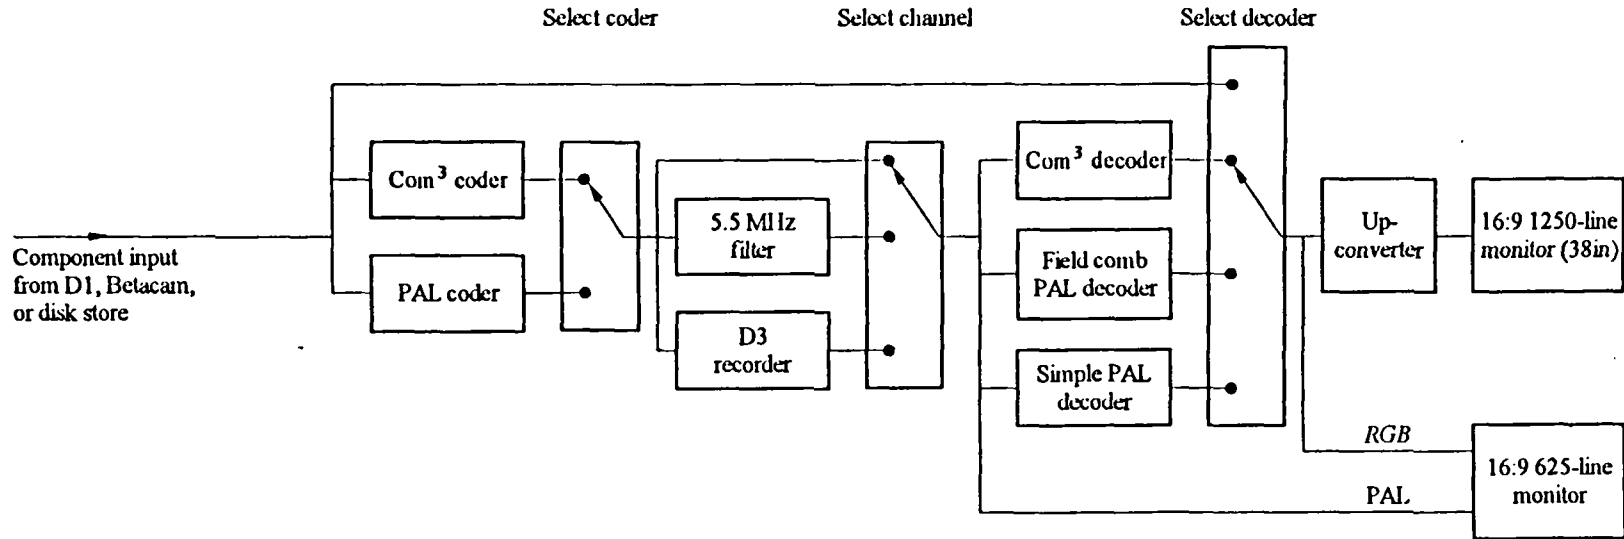 Select coder
Select channel
Select decoder
Com³ coder
PAL coder
Component input
from D1, Betacam,
or disk store
5.5 MHz
filter
D3
recorder
Com³ decoder
Field comb
PAL decoder
Simple PAL
decoder
Up-
converter
16:9 1250-line
monitor (38in)
RGB
PAL
16:9 625-line
monitor